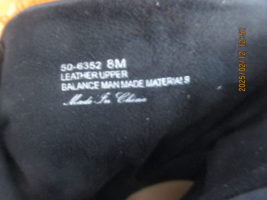 50-6352 8M
LEATHER UPPER
BALANCE MAN MADE MATERIALS
Made In China